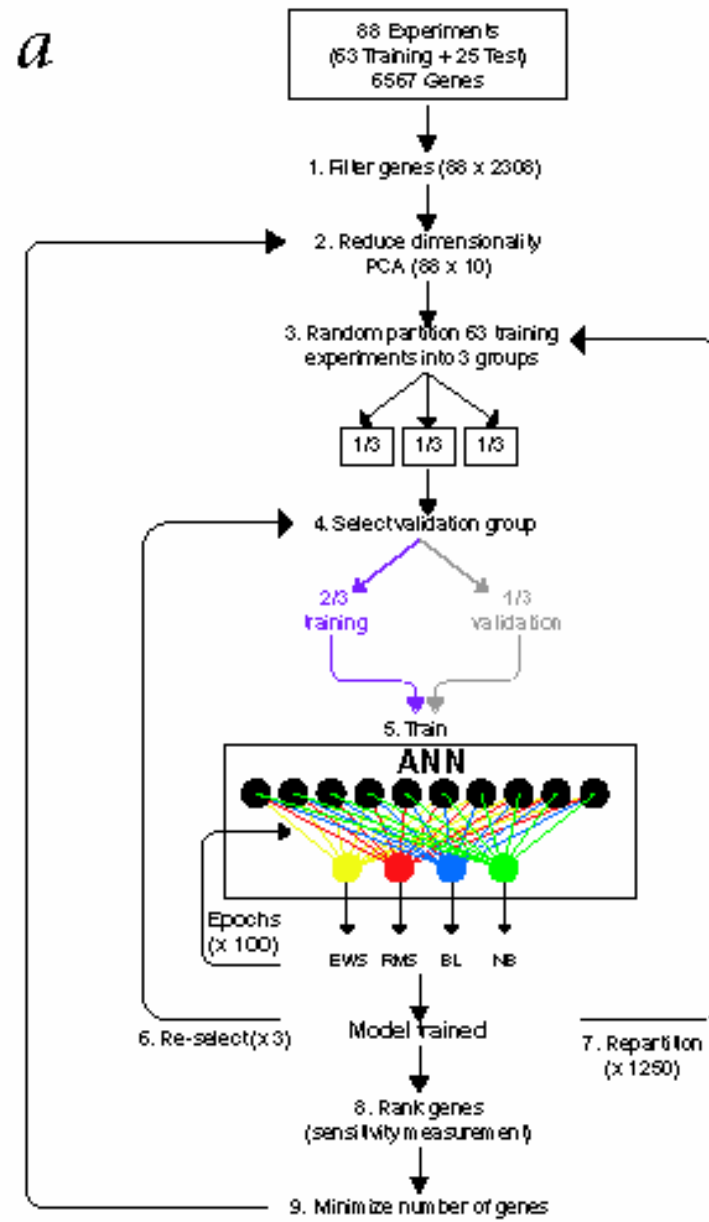 a
88 Experiments
(63 Training + 25 Test)
6567 Genes
1. Filter genes (88 x 2308)
2. Reduce dimensionality
PCA (88 x 10)
3. Random partition 63 training
experiments into 3 groups
1/3 1/3 1/3
4. Select validation group
2/3 1/3
training validation
5. Train
ANN
Epochs
(x 100)
EWS RMS BL NB
6. Re-select (x 3) Model trained 7. Repartition
(x 1250)
8. Rank genes
(sensitivity measurement)
9. Minimize number of genes